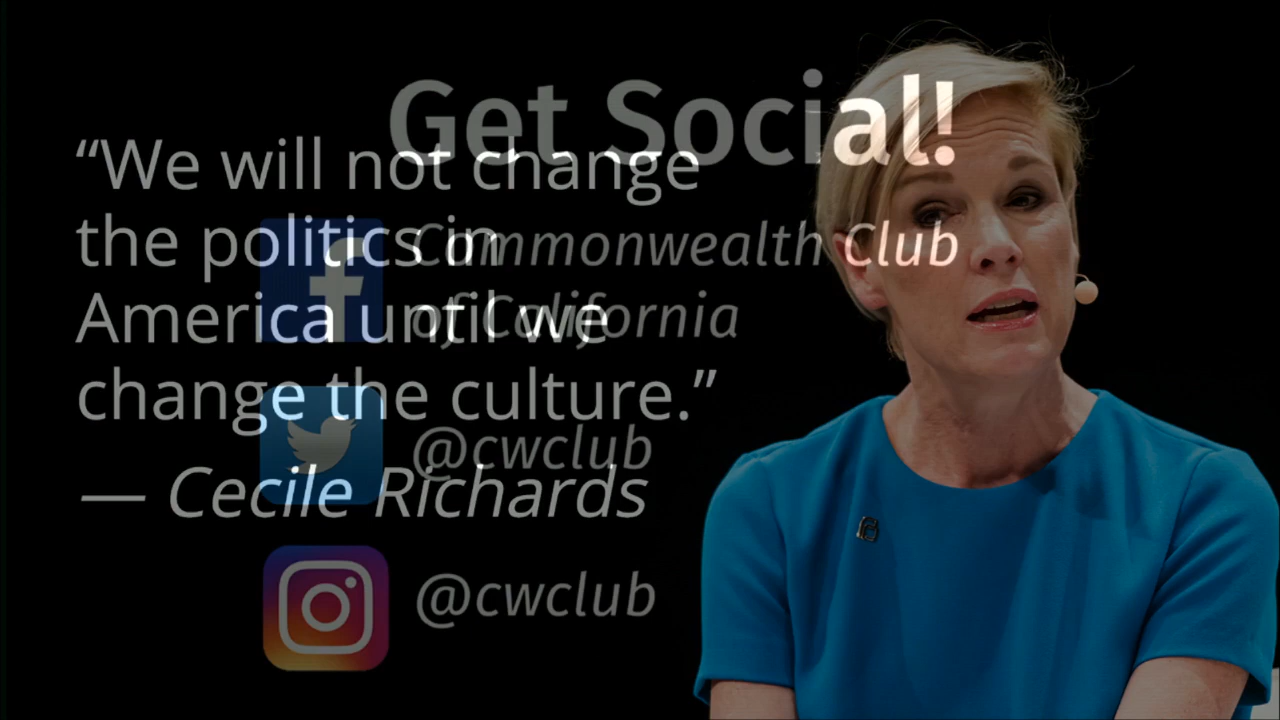 Get Social!
“We will not change
the politics in
America until we
change the culture.”
— Cecile Richards
Commonwealth Club
of California
@cwclub
@cwclub